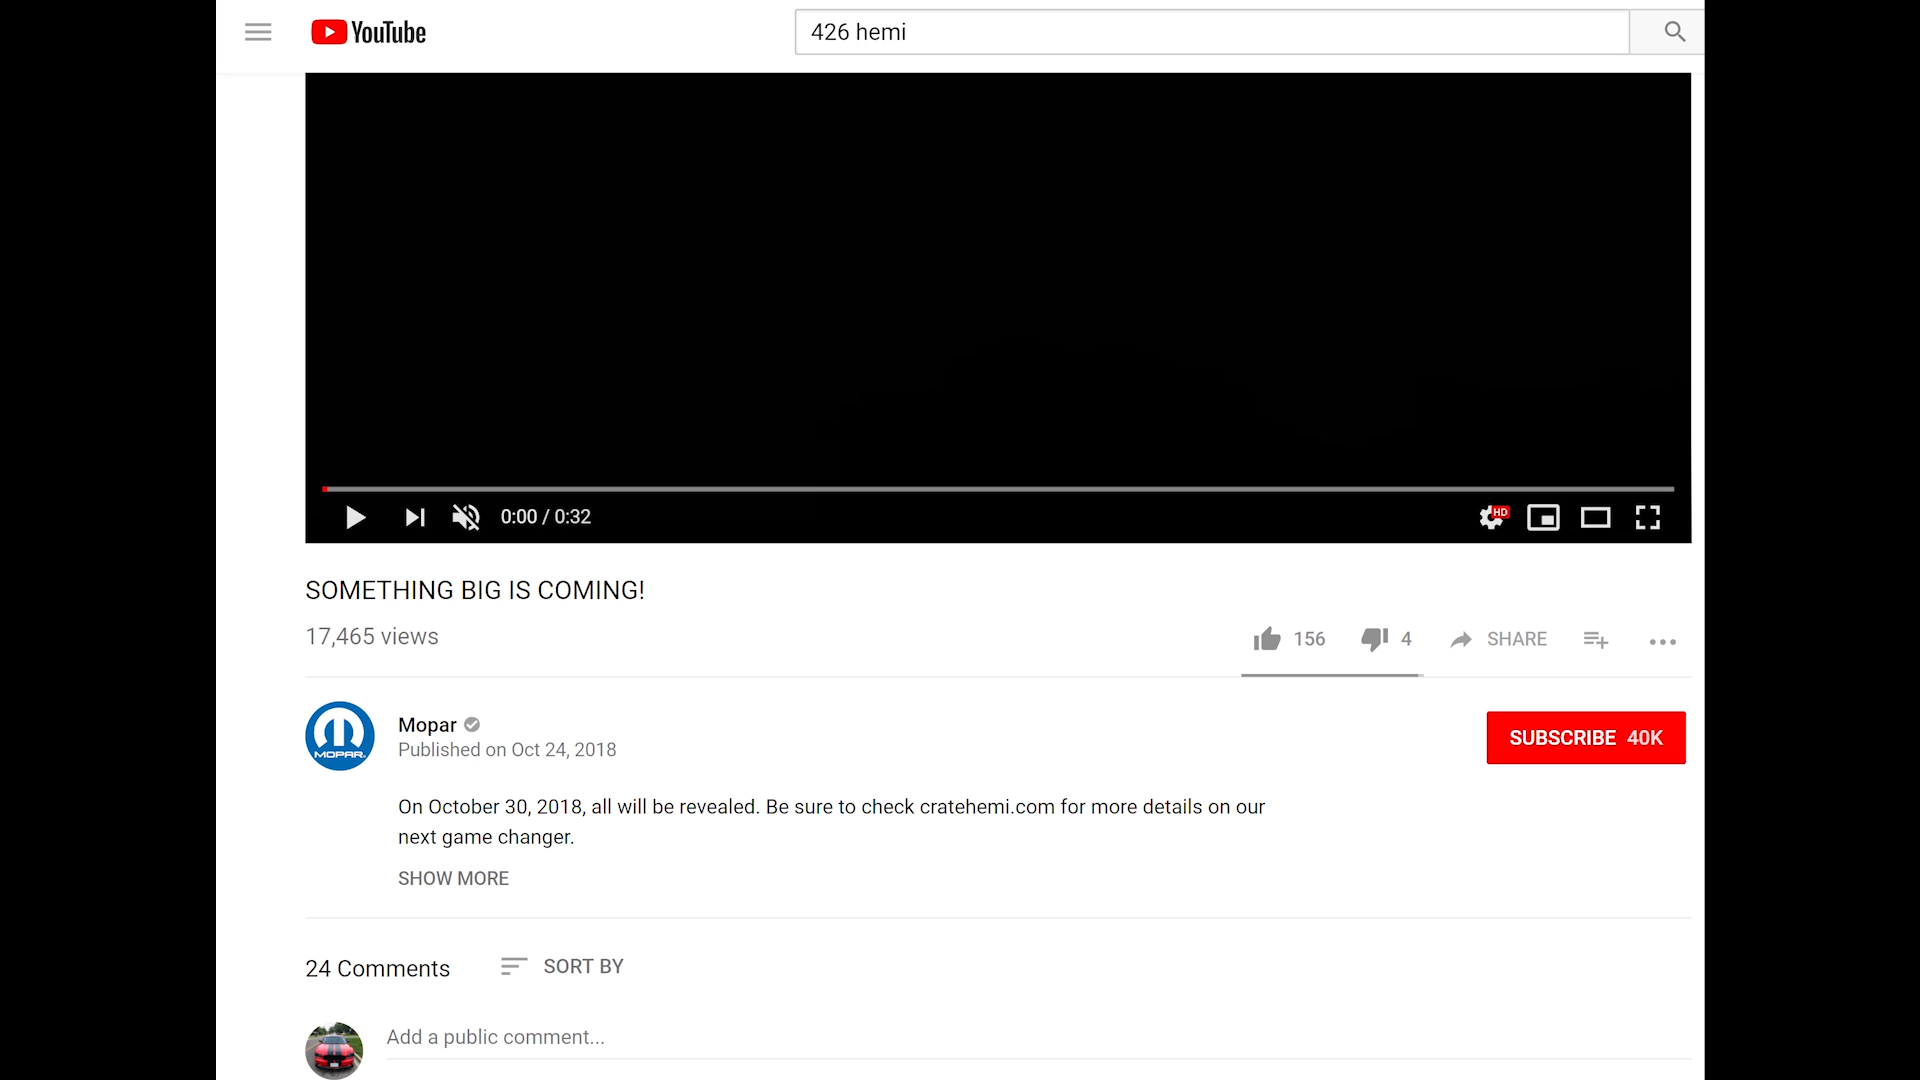 YouTube
426 hemi
0:00 / 0:32
HD
SOMETHING BIG IS COMING!
17,465 views
156
4
SHARE
MOPAR
Mopar
Published on Oct 24, 2018
SUBSCRIBE 40K
On October 30, 2018, all will be revealed. Be sure to check cratehemi.com for more details on our
next game changer.
SHOW MORE
24 Comments
SORT BY
Add a public comment...